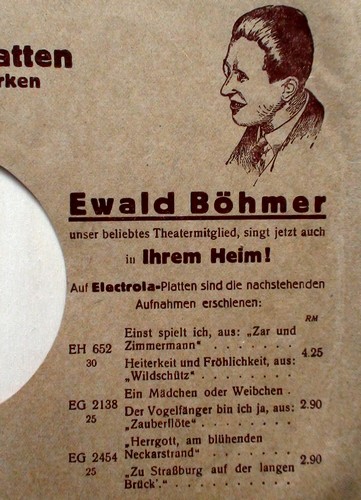 atten
rken
Ewald Böhmer
unser beliebtes Theatermitglied, singt jetzt auch
in Ihrem Heim!
Auf Electrola-Platten sind die nachstehenden
Aufnahmen erschienen:
RM
EH 652
30
Einst spielt ich, aus: „Zar und
Zimmermann" . . . . . . .
Heiterkeit und Fröhlichkeit, aus:
„Wildschütz" . . . . . . . .
4.25
EG 2138
25
Ein Mädchen oder Weibchen .
Der Vogelfänger bin ich ja, aus:
„Zauberflöte" . . . . . . . .
2.90
EG 2454
25
„Herrgott, am blühenden
Neckarstrand" . . . . . . .
„Zu Straßburg auf der langen
Brück'." . . . . . . . . . .
2.90